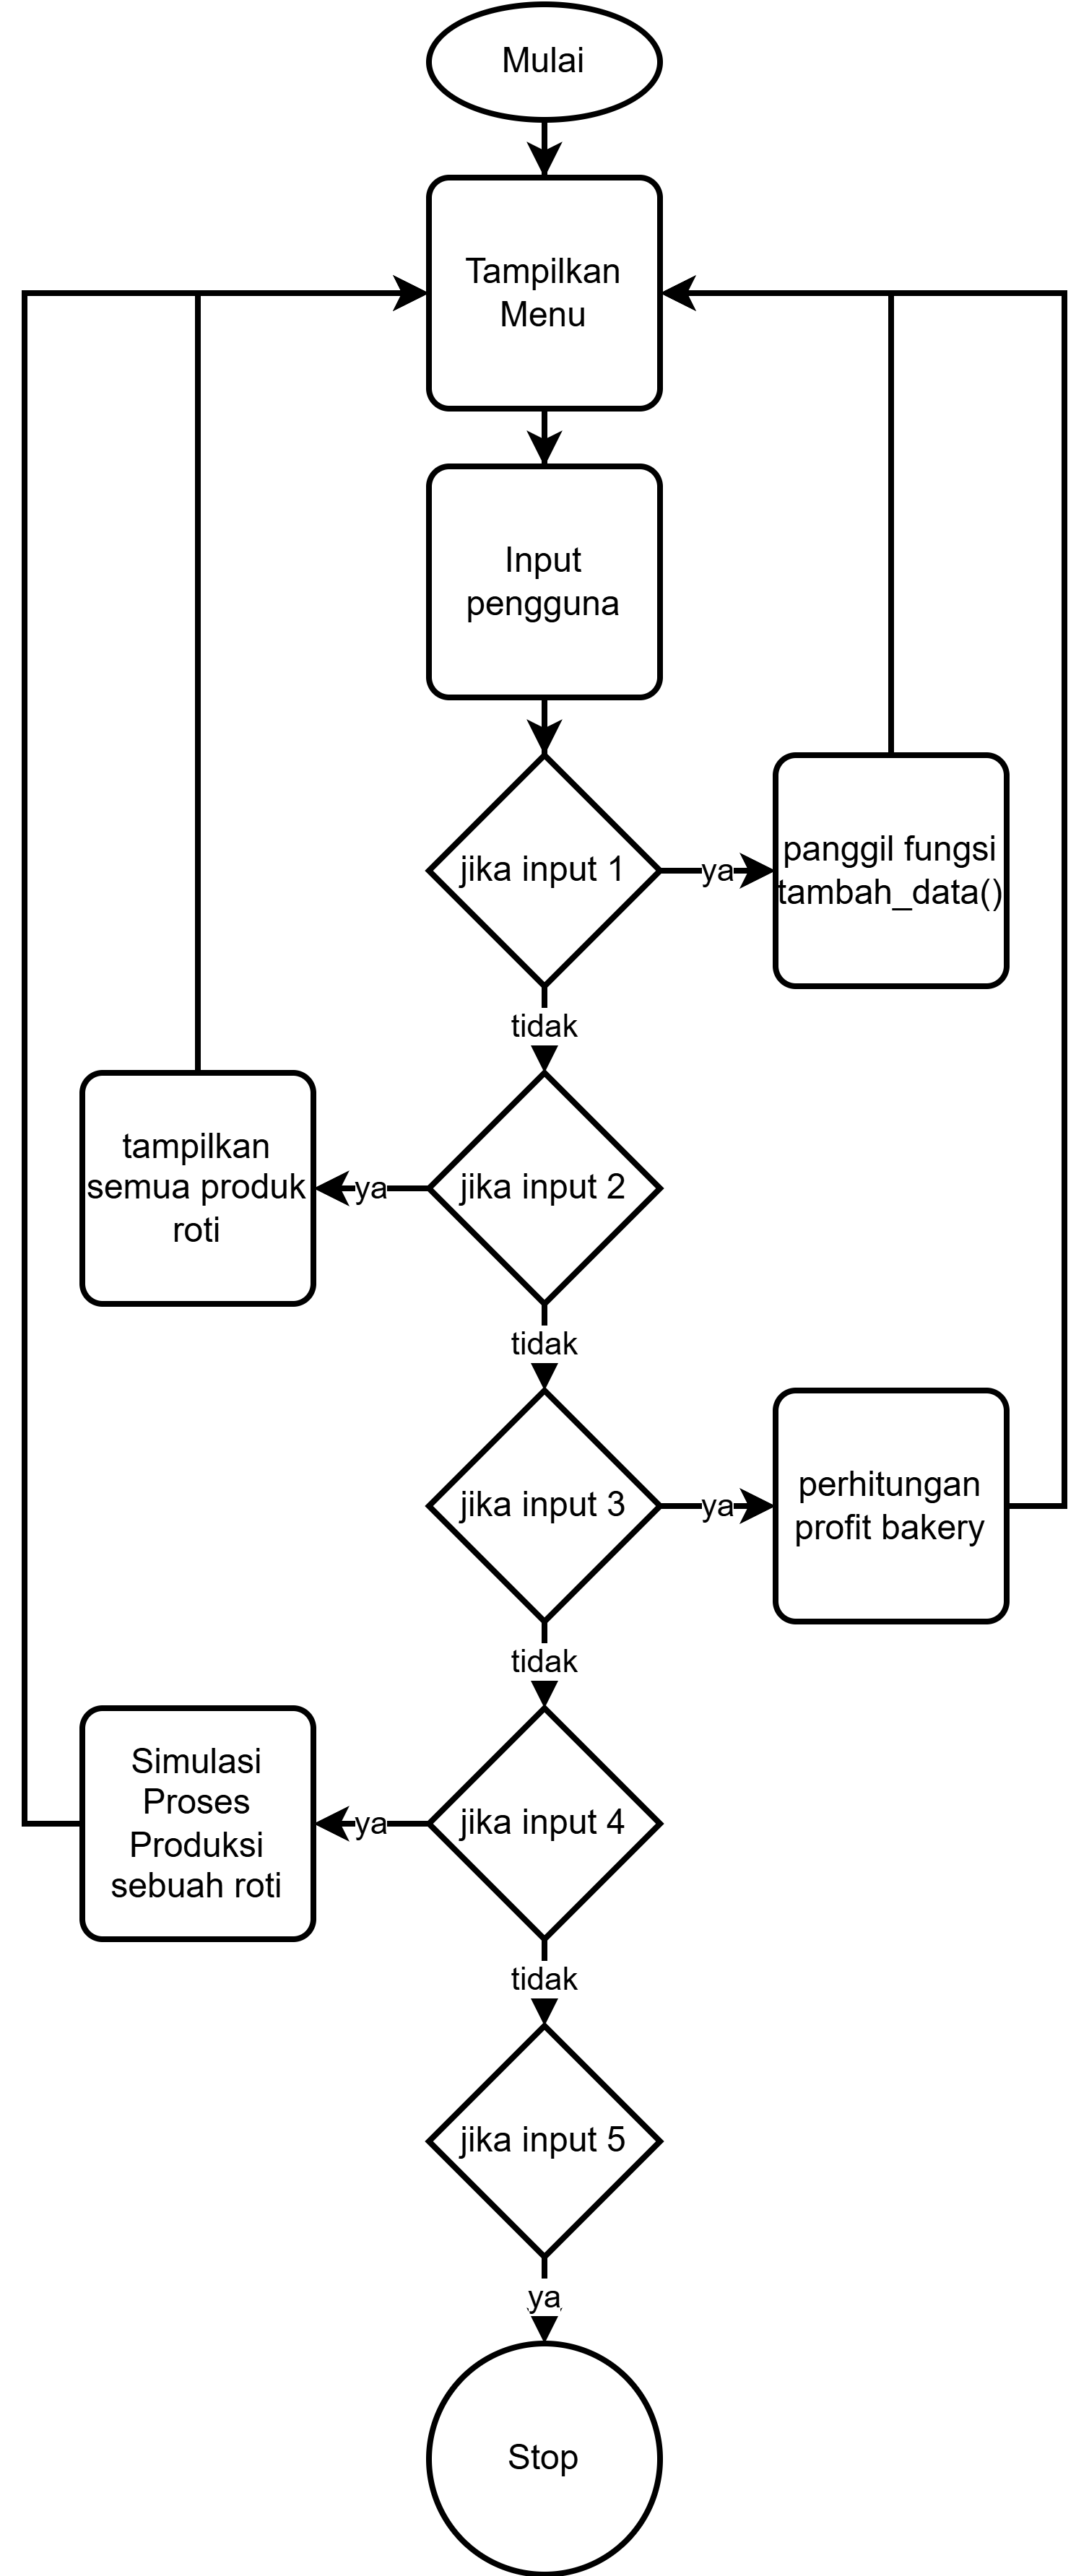 Mulai
Tampilkan
Menu
Input
pengguna
jika input 1
ya
panggil fungsi
tambah_data()
tidak
jika input 2
ya
tampilkan
semua produk
roti
tidak
jika input 3
ya
perhitungan
profit bakery
tidak
jika input 4
ya
Simulasi
Proses
Produksi
sebuah roti
tidak
jika input 5
ya
Stop